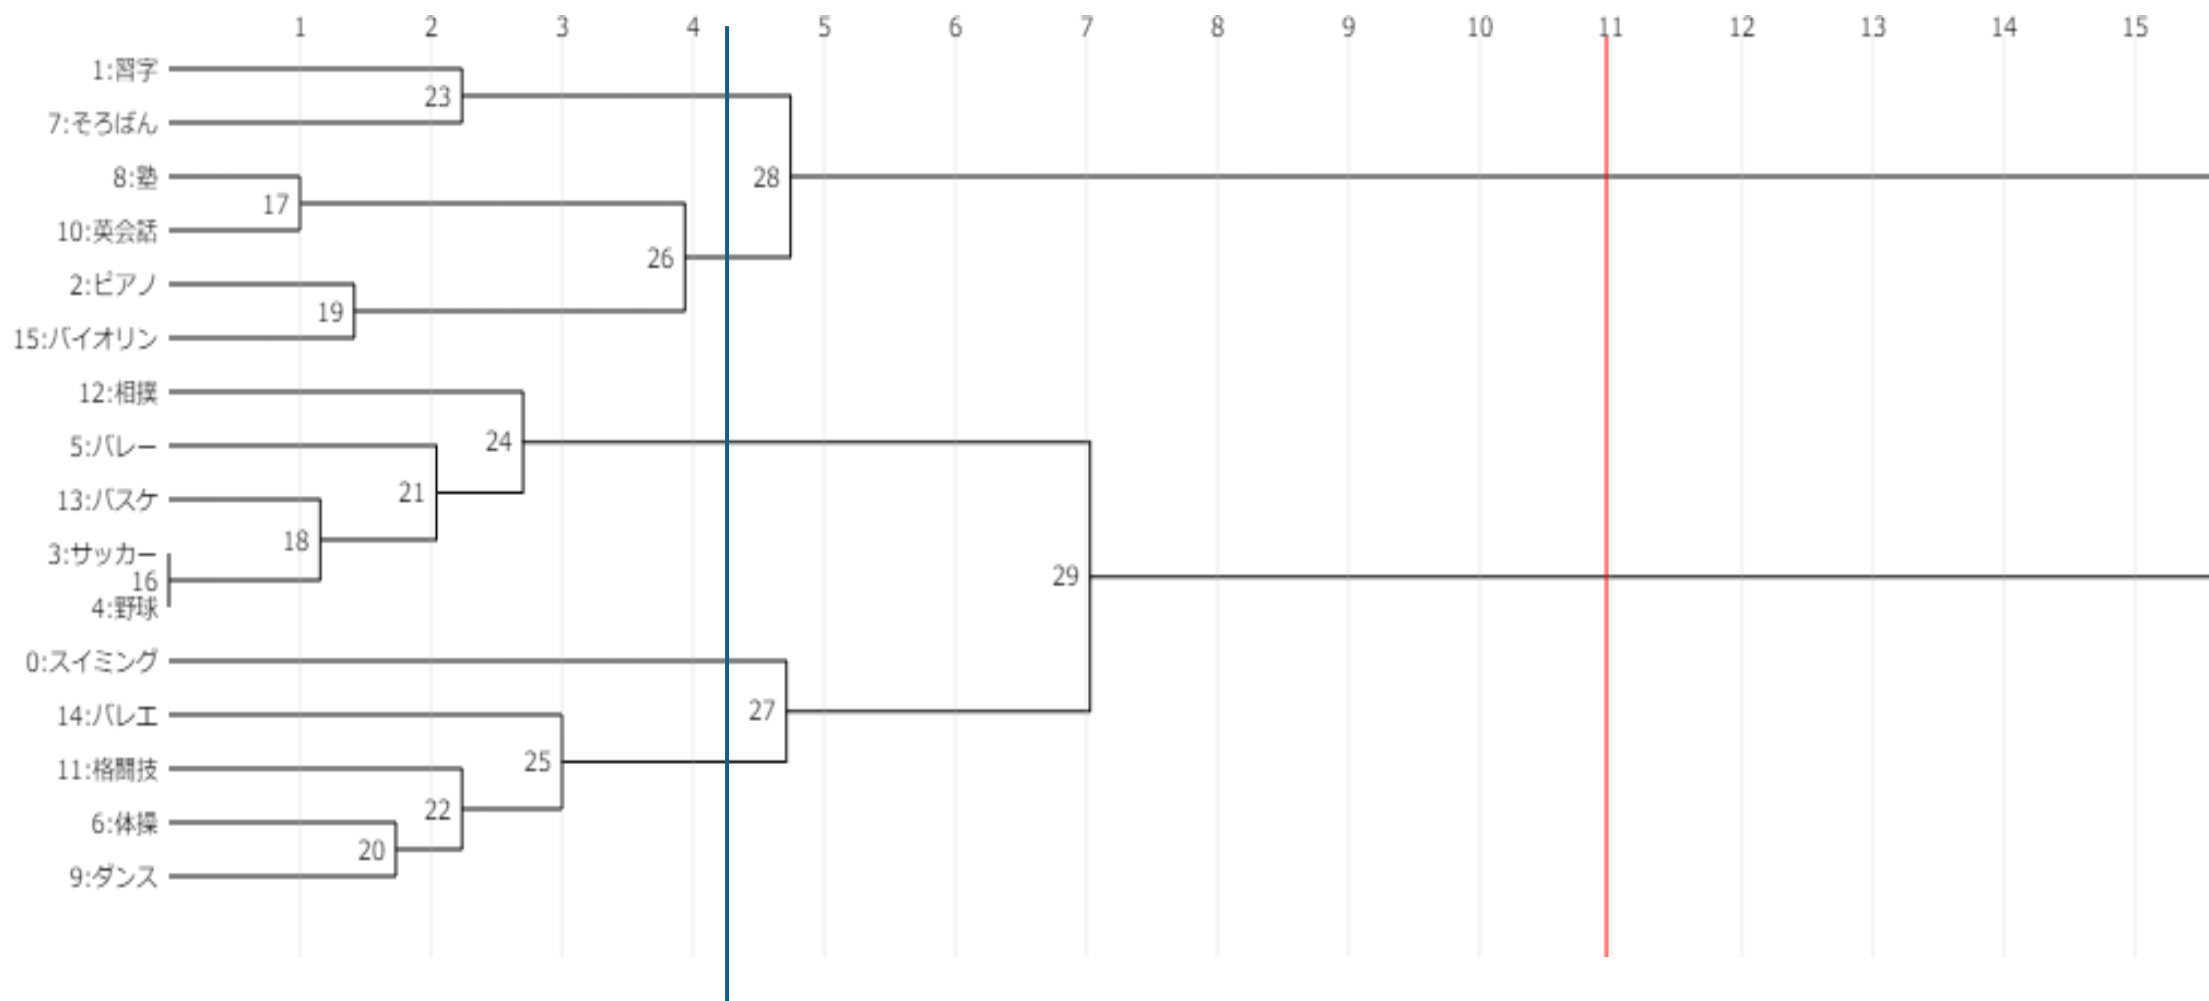 1 2 3 4 5 6 7 8 9 10 11 12 13 14 15
1:習字
23
7:そろばん
8:塾
28
17
10:英会話
26
2:ピアノ
19
15:バイオリン
12:相撲
24
5:バレー
21
13:バスケ
18
3:サッカー
16
29
4:野球
0:スイミング
27
14:バレエ
25
11:格闘技
22
6:体操
20
9:ダンス